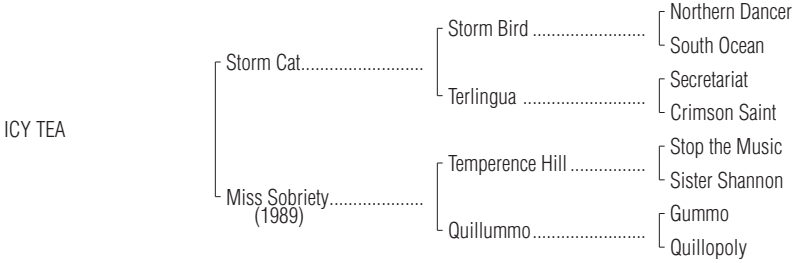 Northern Dancer
Storm Bird ........................
South Ocean
Storm Cat..........................
Secretariat
Terlingua ..........................
Crimson Saint
ICY TEA
Stop the Music
Temperence Hill ................
Sister Shannon
Miss Sobriety....................
(1989)
Gummo
Quillummo........................
Quillopoly